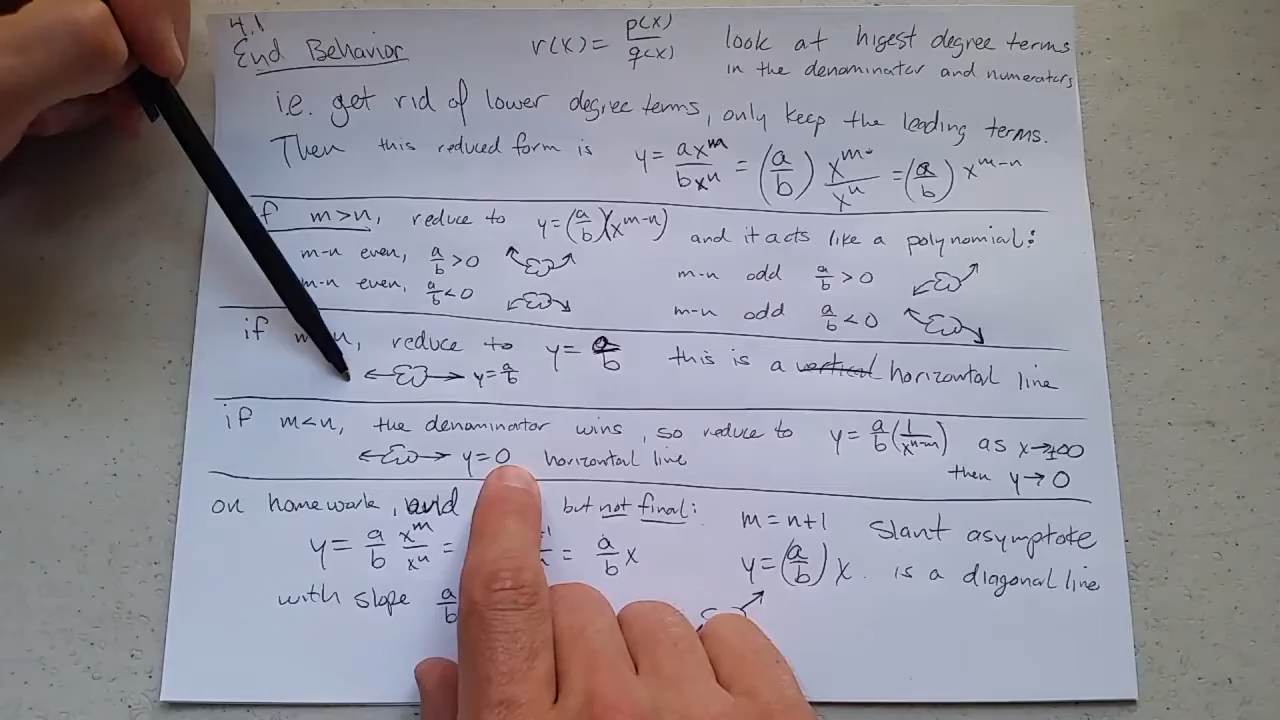 4.1
End Behavior
r(x) = p(x)/q(x) look at higest degree terms
in the denominator and numerators
i.e. get rid of lower degree terms, only keep the leading terms.
Then this reduced form is y = ax^m/bx^n = (a/b) x^m/x^n = (a/b) x^(m-n)
if m>n, reduce to y = (a/b)(x^(m-n)) and it acts like a polynomial:
m-n even, a/b > 0
m-n even, a/b < 0
m-n odd a/b > 0
m-n odd a/b < 0
if m n, reduce to y = a/b this is a vertical horizontal line
y = a/b
if m<n, the denominator wins, so reduce to y = a/b (1/x^(n-m)) as x→±∞
y=0 horizontal line then y→0
on homework, but not final: m = n+1 Slant asymptote
y = a/b x^m/x^n = = a/b x
y = (a/b) x is a diagonal line
with slope a/b